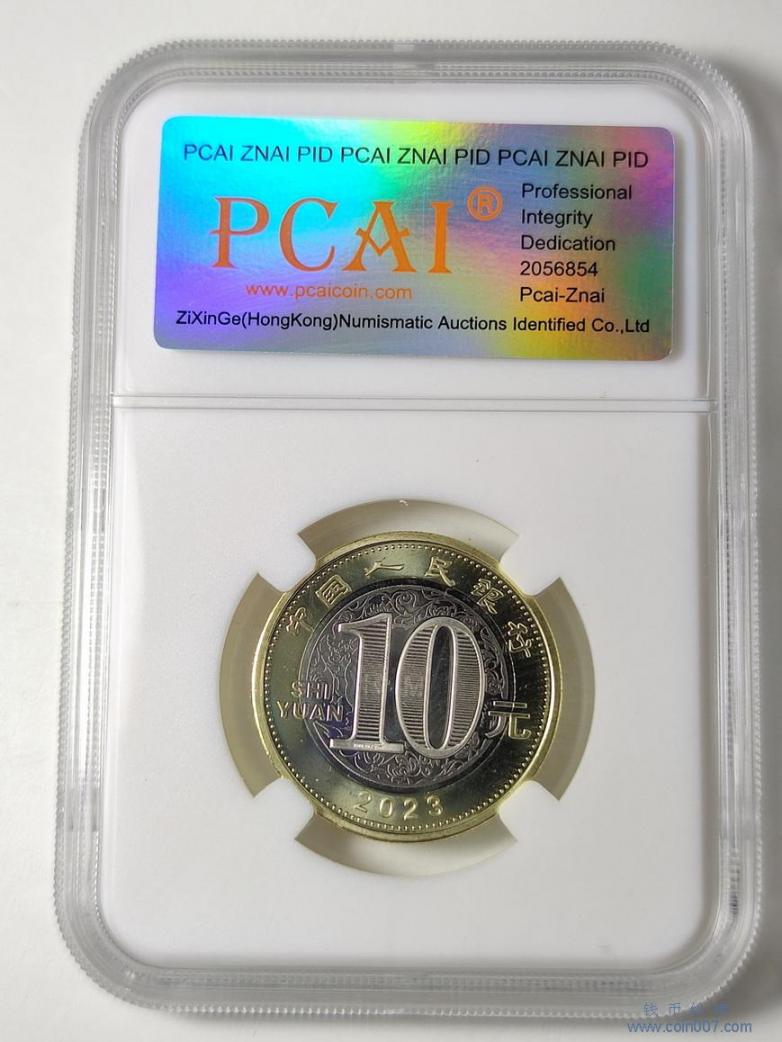 PCAI ZNAI PID PCAI ZNAI PID PCAI ZNAI PID
PCAI®
www.pcaicoin.com
Professional
Integrity
Dedication
2056854
Pcai-Znai
ZiXinGe(HongKong)Numismatic Auctions Identified Co.,Ltd
中国人民银行
SHI
YUAN
10
元
2023
www.coin007.com